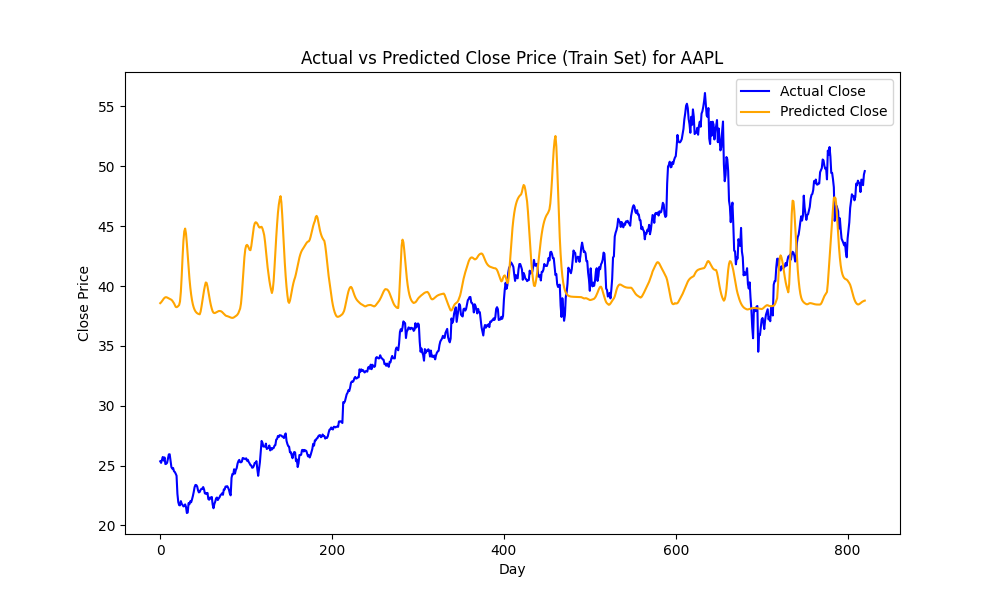 Actual vs Predicted Close Price (Train Set) for AAPL
Actual Close
Predicted Close
55
50
45
40
35
30
25
20
Close Price
0 200 400 600 800
Day